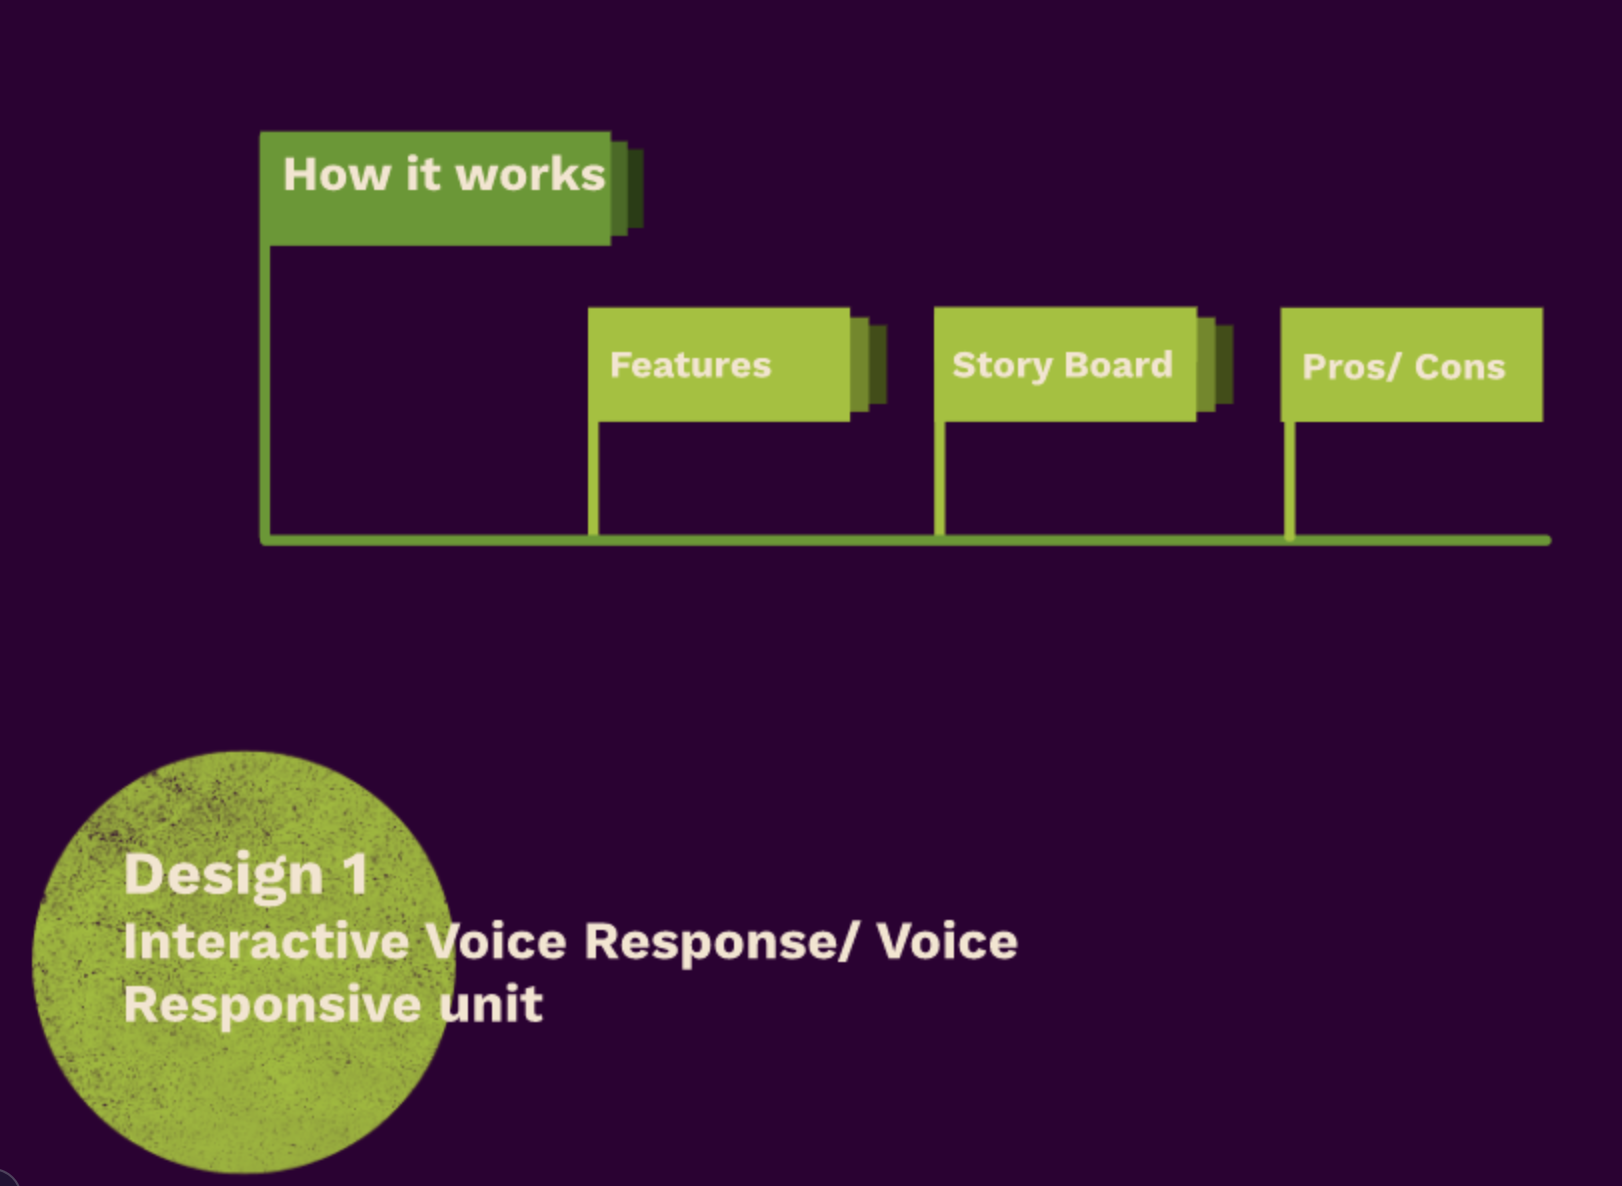 How it works
Features
Story Board
Pros/ Cons
Design 1
Interactive Voice Response/ Voice
Responsive unit